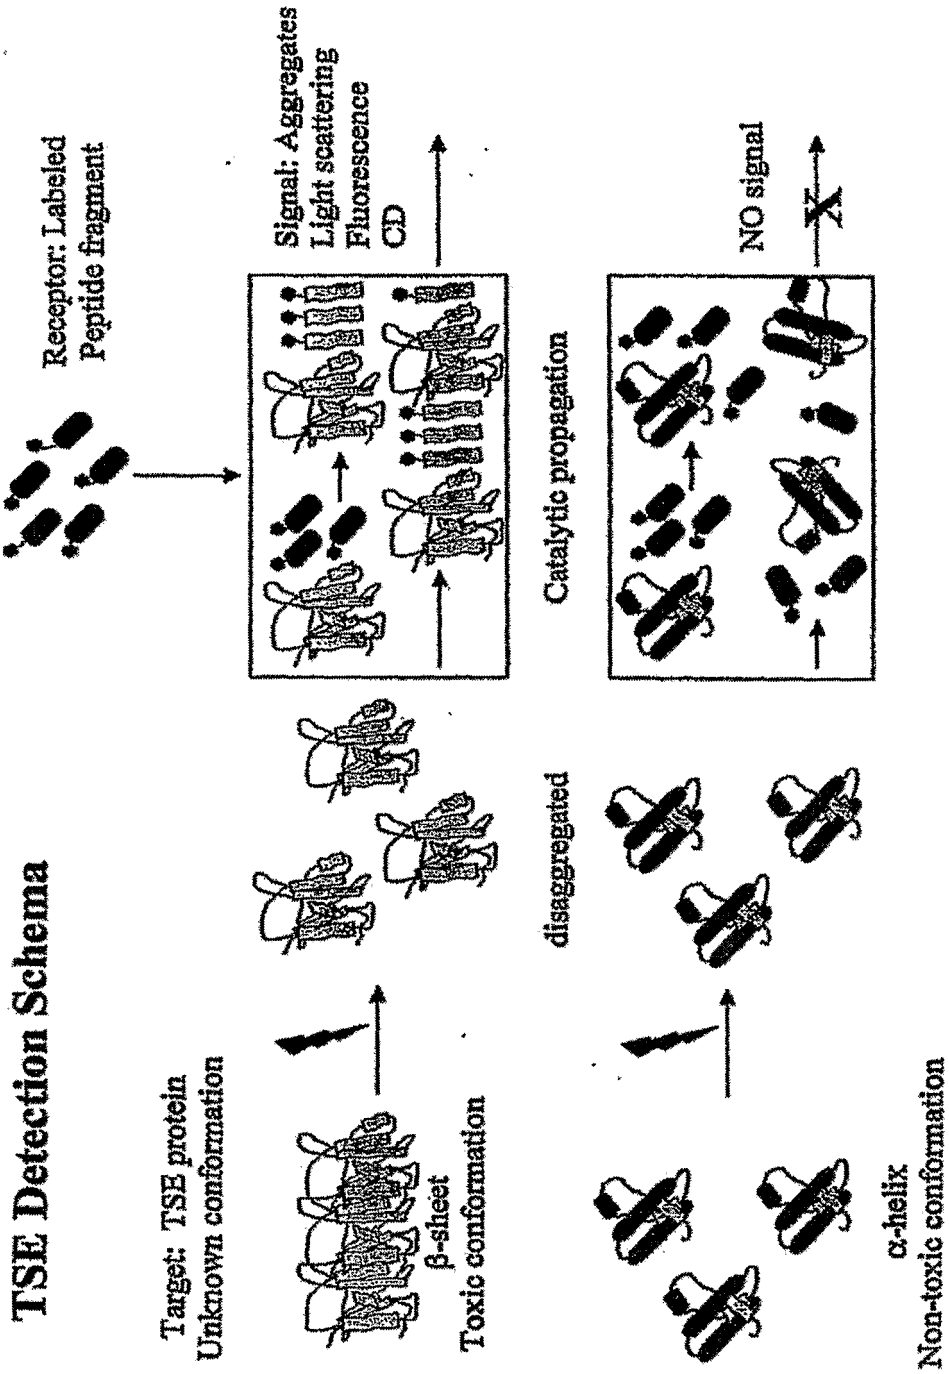 TSE Detection Schema
Receptor: Labeled
Peptide fragment
Target: TSE protein
Unknown conformation
Signal: Aggregates
Light scattering
Fluorescence
CD
β-sheet
Toxic conformation
disaggregated
Catalytic propagation
NO signal
X
α-helix
Non-toxic conformation